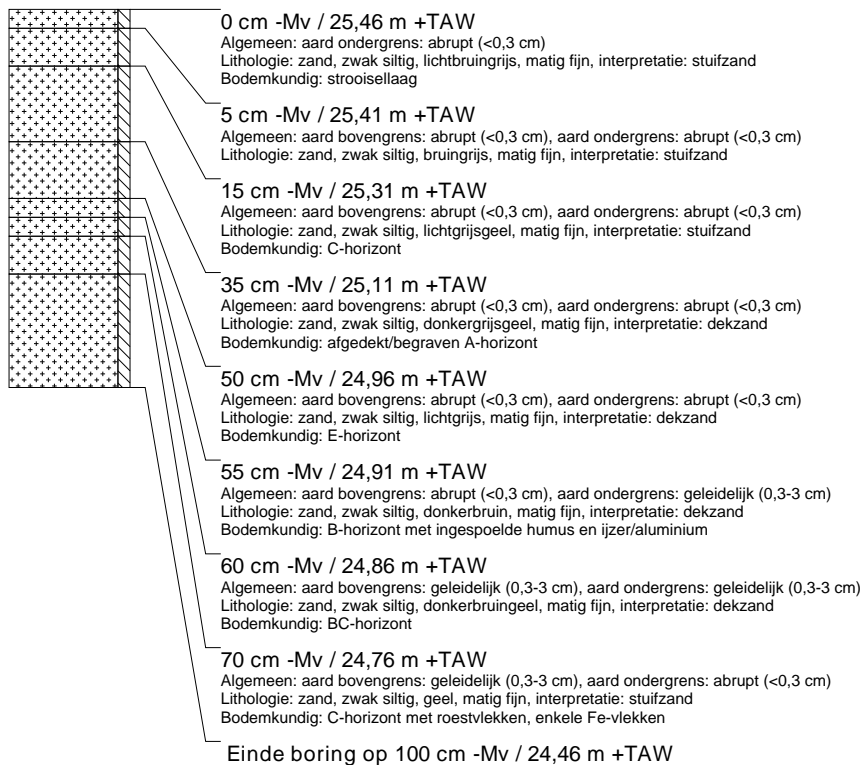 0 cm -Mv / 25,46 m +TAW
Algemeen: aard ondergrens: abrupt (<0,3 cm)
Lithologie: zand, zwak siltig, lichtbruingrijs, matig fijn, interpretatie: stuifzand
Bodemkundig: strooisellaag
5 cm -Mv / 25,41 m +TAW
Algemeen: aard bovengrens: abrupt (<0,3 cm), aard ondergrens: abrupt (<0,3 cm)
Lithologie: zand, zwak siltig, bruingrijs, matig fijn, interpretatie: stuifzand
15 cm -Mv / 25,31 m +TAW
Algemeen: aard bovengrens: abrupt (<0,3 cm), aard ondergrens: abrupt (<0,3 cm)
Lithologie: zand, zwak siltig, lichtgrijsgeel, matig fijn, interpretatie: stuifzand
Bodemkundig: C-horizont
35 cm -Mv / 25,11 m +TAW
Algemeen: aard bovengrens: abrupt (<0,3 cm), aard ondergrens: abrupt (<0,3 cm)
Lithologie: zand, zwak siltig, donkergrijsgeel, matig fijn, interpretatie: dekzand
Bodemkundig: afgedekt/begraven A-horizont
50 cm -Mv / 24,96 m +TAW
Algemeen: aard bovengrens: abrupt (<0,3 cm), aard ondergrens: abrupt (<0,3 cm)
Lithologie: zand, zwak siltig, lichtgrijs, matig fijn, interpretatie: dekzand
Bodemkundig: E-horizont
55 cm -Mv / 24,91 m +TAW
Algemeen: aard bovengrens: abrupt (<0,3 cm), aard ondergrens: geleidelijk (0,3-3 cm)
Lithologie: zand, zwak siltig, donkerbruin, matig fijn, interpretatie: dekzand
Bodemkundig: B-horizont met ingespoelde humus en ijzer/aluminium
60 cm -Mv / 24,86 m +TAW
Algemeen: aard bovengrens: geleidelijk (0,3-3 cm), aard ondergrens: geleidelijk (0,3-3 cm)
Lithologie: zand, zwak siltig, donkerbruingeel, matig fijn, interpretatie: dekzand
Bodemkundig: BC-horizont
70 cm -Mv / 24,76 m +TAW
Algemeen: aard bovengrens: geleidelijk (0,3-3 cm), aard ondergrens: abrupt (<0,3 cm)
Lithologie: zand, zwak siltig, geel, matig fijn, interpretatie: stuifzand
Bodemkundig: C-horizont met roestvlekken, enkele Fe-vlekken
Einde boring op 100 cm -Mv / 24,46 m +TAW